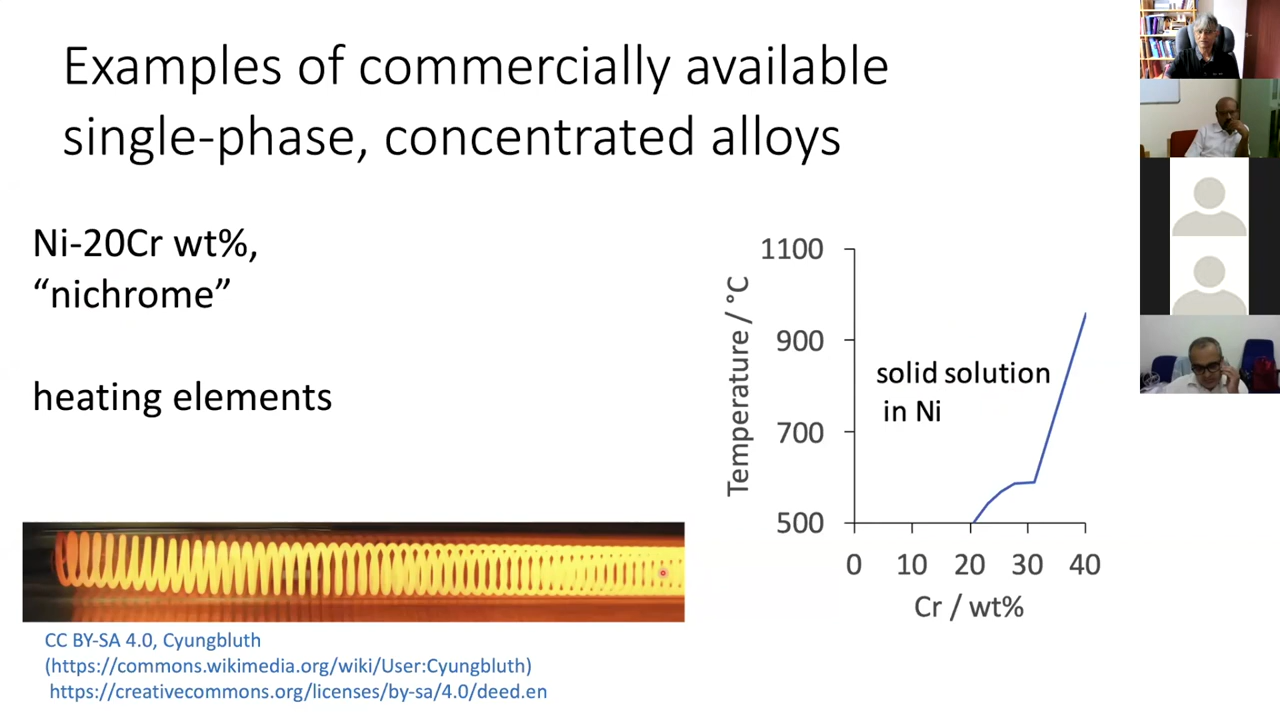 Examples of commercially available
single-phase, concentrated alloys
Ni-20Cr wt%,
“nichrome”
heating elements
CC BY-SA 4.0, Cyungbluth
(https://commons.wikimedia.org/wiki/User:Cyungbluth)
https://creativecommons.org/licenses/by-sa/4.0/deed.en
Temperature / °C
1100
900
700
500
solid solution
in Ni
0 10 20 30 40
Cr / wt%